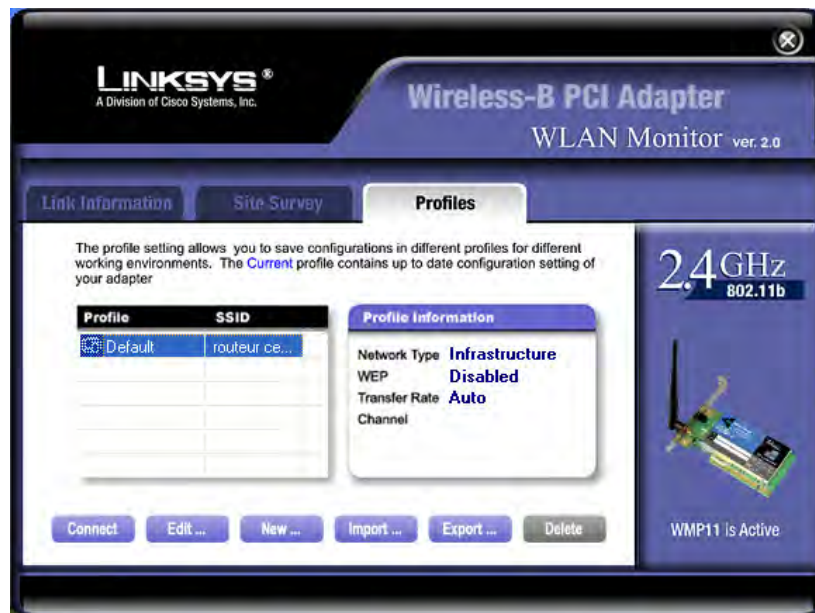 LINKSYS®
A Division of Cisco Systems, Inc.
Wireless-B PCI Adapter
WLAN Monitor ver. 2.0
Link Information Site Survey Profiles
The profile setting allows you to save configurations in different profiles for different
working environments. The Current profile contains up to date configuration setting of
your adapter
2.4GHz
802.11b
Profile SSID
Default routeur ce...
Profile Information
Network Type Infrastructure
WEP Disabled
Transfer Rate Auto
Channel
Connect Edit ... New ... Import ... Export ... Delete
WMP11 Is Active